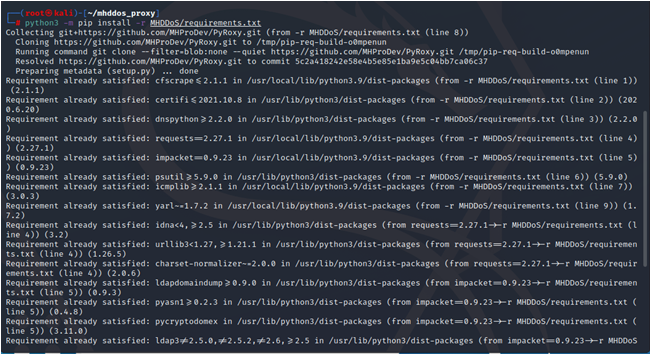 ┌──(root㉿kali)-[~/mhddos_proxy]
└─# python3 -m pip install -r MHDDoS/requirements.txt
Collecting git+https://github.com/MHProDev/PyRoxy.git (from -r MHDDoS/requirements.txt (line 8))
Cloning https://github.com/MHProDev/PyRoxy.git to /tmp/pip-req-build-o0mpenun
Running command git clone --filter=blob:none --quiet https://github.com/MHProDev/PyRoxy.git /tmp/pip-req-build-o0mpenun
Resolved https://github.com/MHProDev/PyRoxy.git to commit 5c2a418242e58e4b5e85e1ba9e5c04bb7ca06c37
Preparing metadata (setup.py) ... done
Requirement already satisfied: cfscrape≤2.1.1 in /usr/local/lib/python3.9/dist-packages (from -r MHDDoS/requirements.txt (line 1))
(2.1.1)
Requirement already satisfied: certifi≤2021.10.8 in /usr/lib/python3/dist-packages (from -r MHDDoS/requirements.txt (line 2)) (202
0.6.20)
Requirement already satisfied: dnspython≥2.2.0 in /usr/lib/python3/dist-packages (from -r MHDDoS/requirements.txt (line 3)) (2.2.0
)
Requirement already satisfied: requests==2.27.1 in /usr/local/lib/python3.9/dist-packages (from -r MHDDoS/requirements.txt (line 4)
) (2.27.1)
Requirement already satisfied: impacket==0.9.23 in /usr/local/lib/python3.9/dist-packages (from -r MHDDoS/requirements.txt (line 5)
) (0.9.23)
Requirement already satisfied: psutil≥5.9.0 in /usr/lib/python3/dist-packages (from -r MHDDoS/requirements.txt (line 6)) (5.9.0)
Requirement already satisfied: icmplib≥2.1.1 in /usr/local/lib/python3.9/dist-packages (from -r MHDDoS/requirements.txt (line 7))
(3.0.3)
Requirement already satisfied: yarl~=1.7.2 in /usr/local/lib/python3.9/dist-packages (from -r MHDDoS/requirements.txt (line 9)) (1.
7.2)
Requirement already satisfied: idna<4,≥2.5 in /usr/lib/python3/dist-packages (from requests==2.27.1→-r MHDDoS/requirements.txt (l
ine 4)) (3.2)
Requirement already satisfied: urllib3<1.27,≥1.21.1 in /usr/lib/python3/dist-packages (from requests==2.27.1→-r MHDDoS/requiremen
ts.txt (line 4)) (1.26.5)
Requirement already satisfied: charset-normalizer~=2.0.0 in /usr/lib/python3/dist-packages (from requests==2.27.1→-r MHDDoS/requir
ements.txt (line 4)) (2.0.6)
Requirement already satisfied: ldapdomaindump≥0.9.0 in /usr/lib/python3/dist-packages (from impacket==0.9.23→-r MHDDoS/requiremen
ts.txt (line 5)) (0.9.3)
Requirement already satisfied: pyasn1≥0.2.3 in /usr/lib/python3/dist-packages (from impacket==0.9.23→-r MHDDoS/requirements.txt (
line 5)) (0.4.8)
Requirement already satisfied: pycryptodomex in /usr/lib/python3/dist-packages (from impacket==0.9.23→-r MHDDoS/requirements.txt (
line 5)) (3.11.0)
Requirement already satisfied: ldap3≠2.5.0,≠2.5.2,≠2.6,≥2.5 in /usr/lib/python3/dist-packages (from impacket==0.9.23→-r MHDDoS